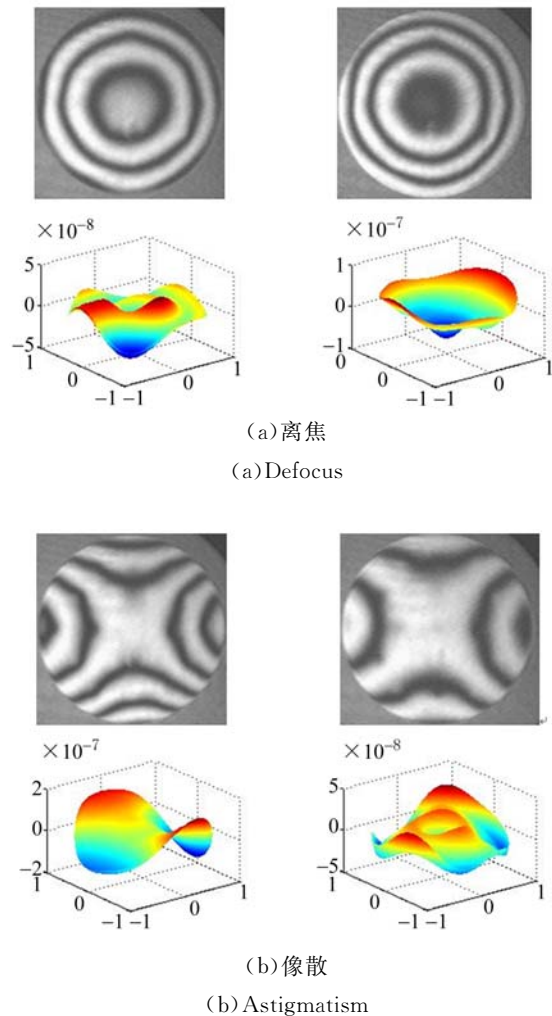 ×10⁻⁸ ×10⁻⁷
5 1
0 0
−5 −1
1 0 −1 −1 0 1 1 0 −1 −1 0 1
(a)离焦
(a)Defocus
×10⁻⁷ ×10⁻⁸
2 5
0 0
−2 −5
1 0 −1 −1 0 1 1 0 −1 −1 0 1
(b)像散
(b)Astigmatism